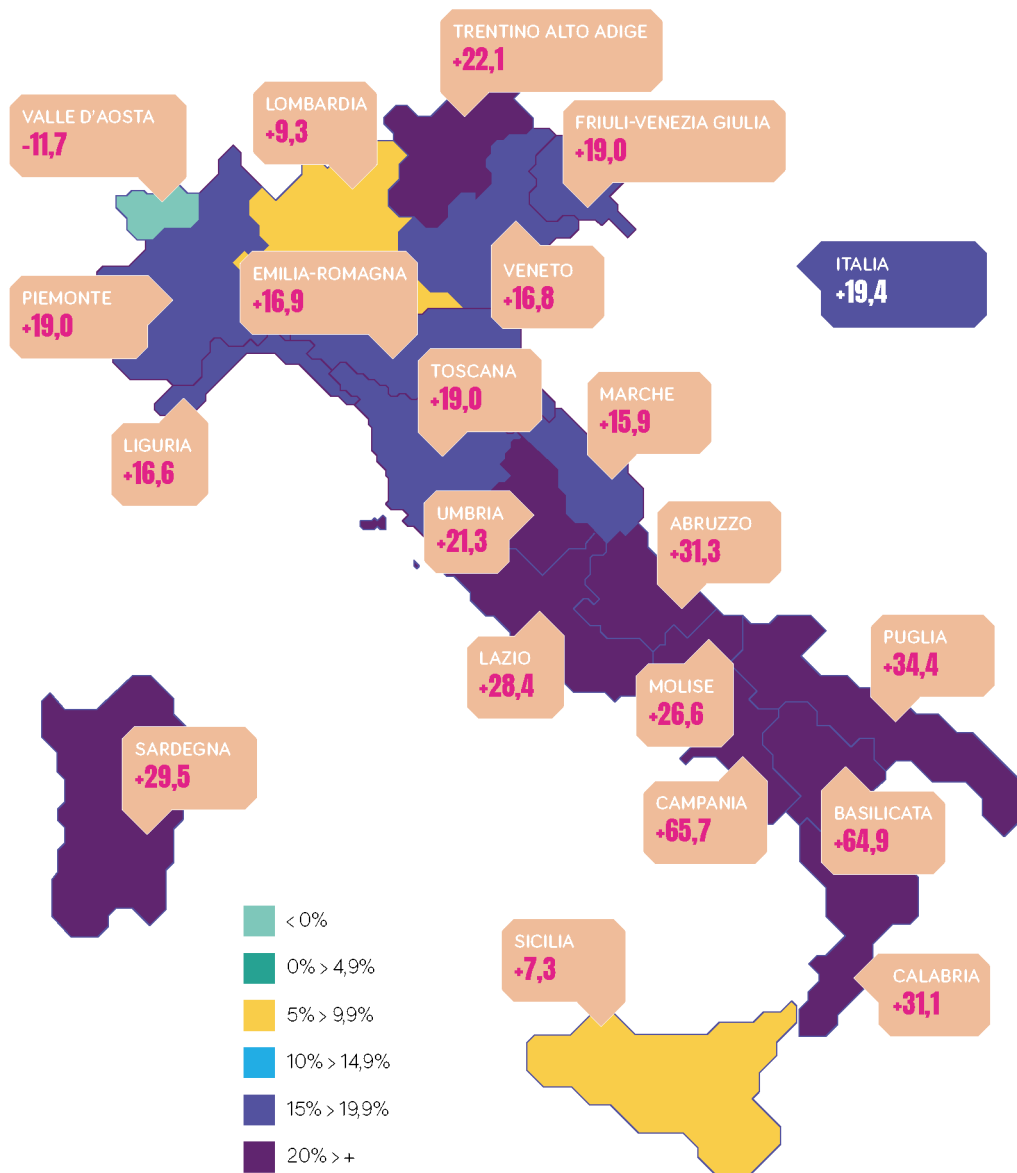 TRENTINO ALTO ADIGE
+22,1
VALLE D'AOSTA
-11,7
LOMBARDIA
+9,3
FRIULI-VENEZIA GIULIA
+19,0
PIEMONTE
+19,0
EMILIA-ROMAGNA
+16,9
VENETO
+16,8
ITALIA
+19,4
TOSCANA
+19,0
MARCHE
+15,9
LIGURIA
+16,6
UMBRIA
+21,3
ABRUZZO
+31,3
LAZIO
+28,4
MOLISE
+26,6
PUGLIA
+34,4
SARDEGNA
+29,5
CAMPANIA
+65,7
BASILICATA
+64,9
SICILIA
+7,3
CALABRIA
+31,1
< 0%
0% > 4,9%
5% > 9,9%
10% > 14,9%
15% > 19,9%
20% > +